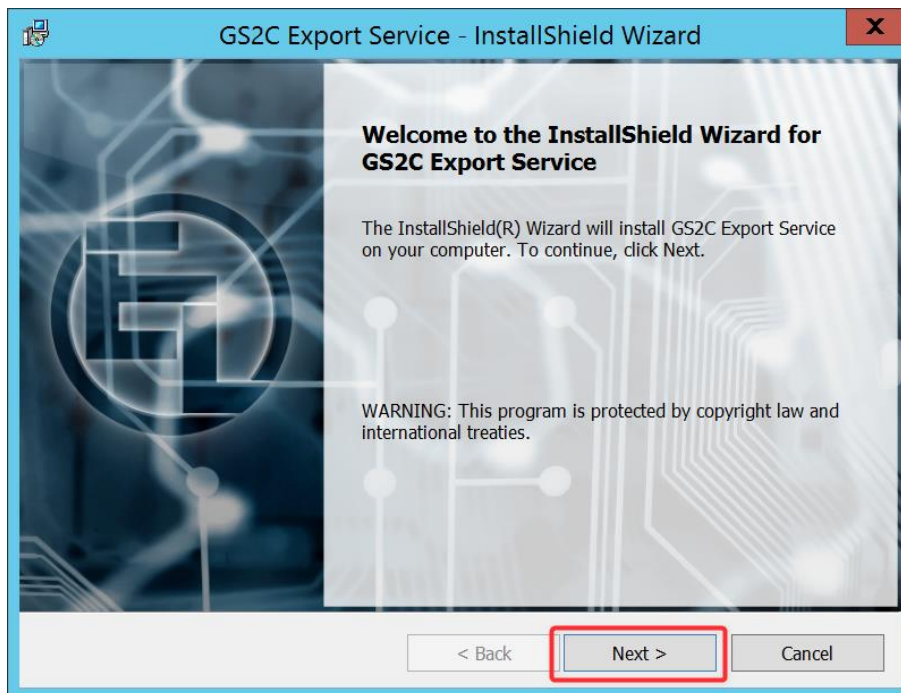 GS2C Export Service - InstallShield Wizard
X
Welcome to the InstallShield Wizard for
GS2C Export Service
The InstallShield(R) Wizard will install GS2C Export Service
on your computer. To continue, click Next.
WARNING: This program is protected by copyright law and
international treaties.
< Back Next > Cancel